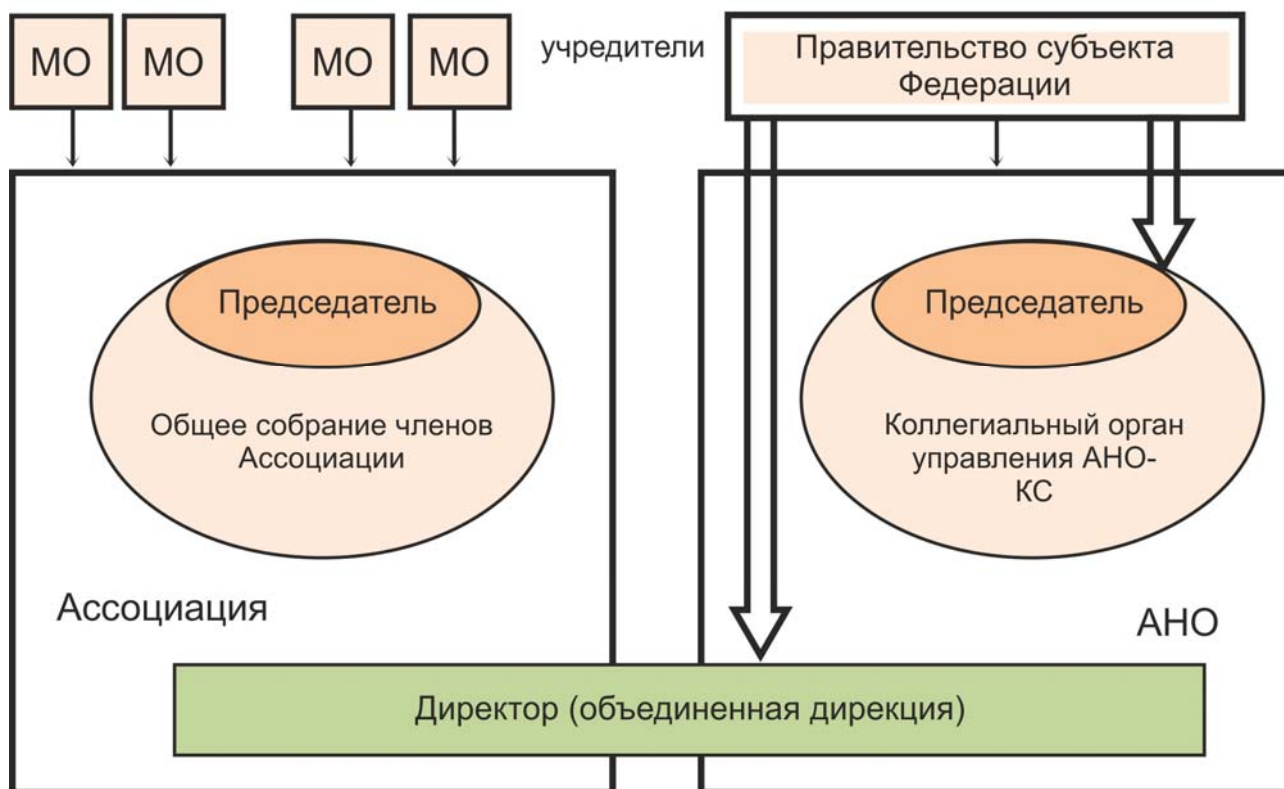 МО
МО
МО
МО
учредители
Правительство субъекта
Федерации
Председатель
Общее собрание членов
Ассоциации
Председатель
Коллегиальный орган
управления АНО-
КС
Ассоциация
АНО
Директор (объединенная дирекция)